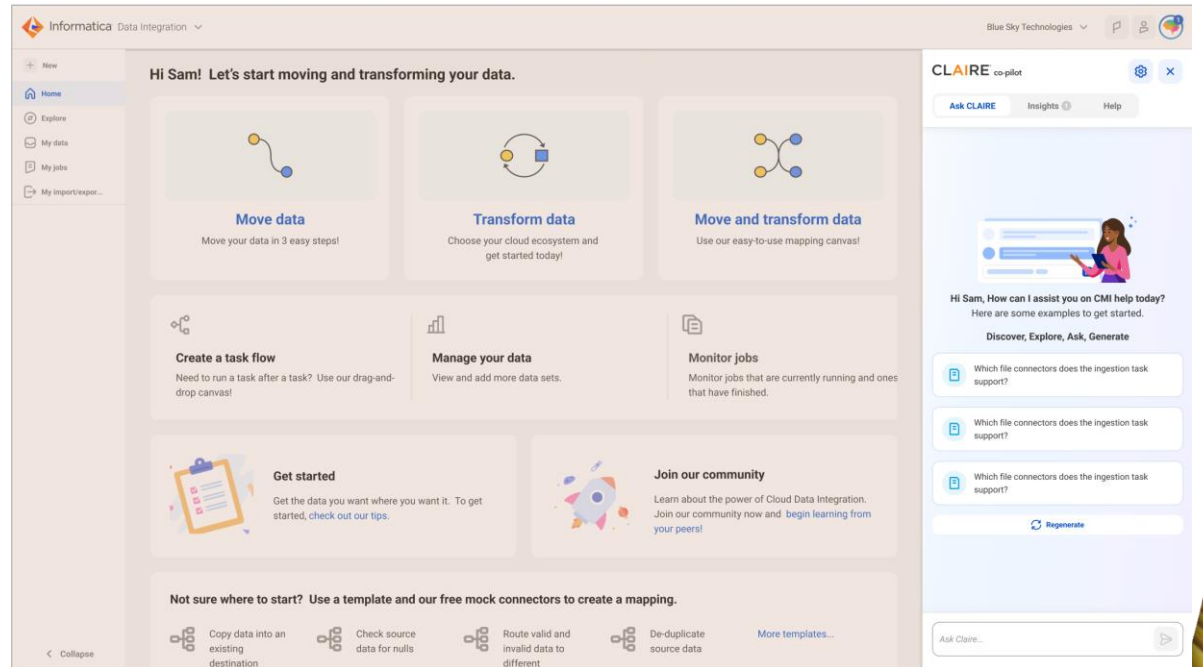 Informatica Data Integration
Blue Sky Technologies
New
Home
Explore
My data
My jobs
My import/expor...
Collapse
Hi Sam! Let's start moving and transforming your data.
Move data
Move your data in 3 easy steps!
Transform data
Choose your cloud ecosystem and
get started today!
Move and transform data
Use our easy-to-use mapping canvas!
Create a task flow
Need to run a task after a task? Use our drag-and-
drop canvas!
Manage your data
View and add more data sets.
Monitor jobs
Monitor jobs that are currently running and ones
that have finished.
Get started
Get the data you want where you want it. To get
started, check out our tips.
Join our community
Learn about the power of Cloud Data Integration.
Join our community now and begin learning from
your peers!
Not sure where to start? Use a template and our free mock connectors to create a mapping.
Copy data into an
existing
destination
Check source
data for nulls
Route valid and
invalid data to
different
De-duplicate
source data
More templates...
CLAIRE co-pilot
Ask CLAIRE
Insights
Help
Hi Sam, How can I assist you on CMI help today?
Here are some examples to get started.
Discover, Explore, Ask, Generate
Which file connectors does the ingestion task
support?
Which file connectors does the ingestion task
support?
Which file connectors does the ingestion task
support?
Regenerate
Ask Claire...